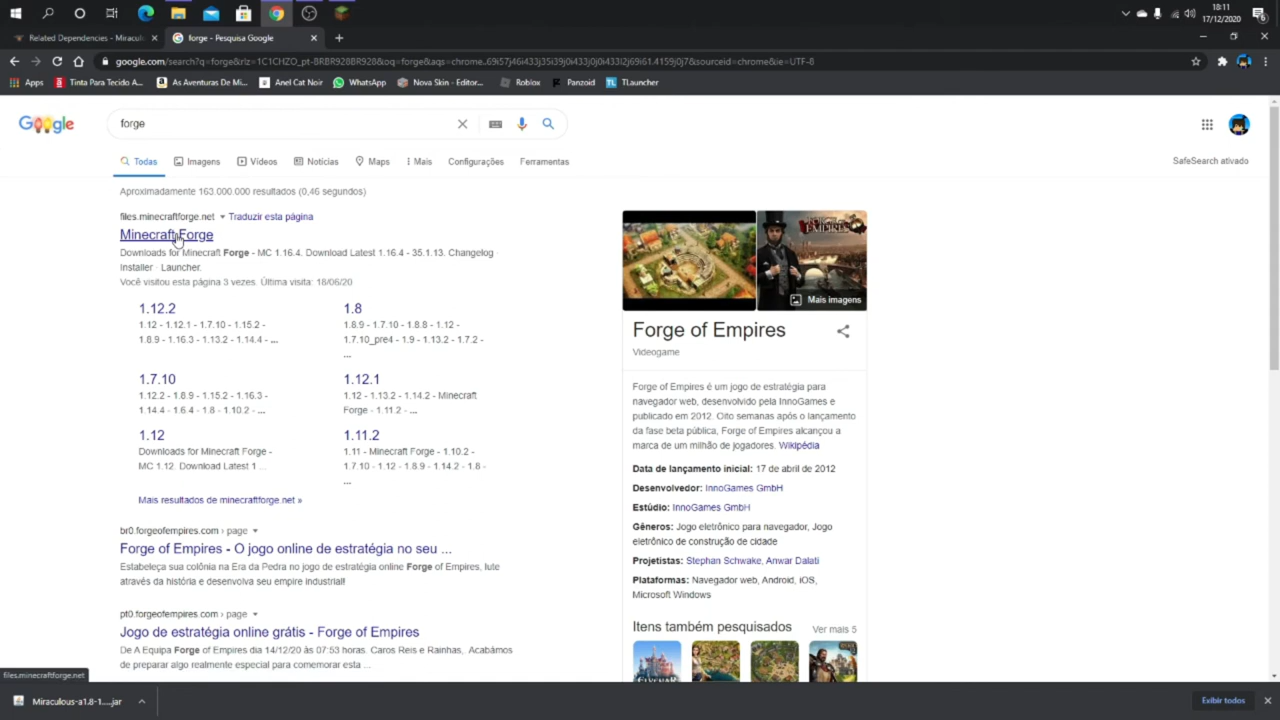 18:11
17/12/2020
6
Related Dependencies - Miracul
forge - Pesquisa Google
Apps
Tinta Para Tecido A...
As Aventuras De Mi...
Anel Cat Noir
WhatsApp
Nova Skin - Editor...
Roblox
Panzoid
TL TLauncher
Google
forge
Todas
Imagens
Vídeos
Notícias
Maps
Mais
Configurações
Ferramentas
SafeSearch ativado
Aproximadamente 163.000.000 resultados (0,46 segundos)
files.minecraftforge.net
Traduzir esta página
Minecraft Forge
Downloads for Minecraft Forge - MC 1.16.4. Download Latest 1.16.4 - 35.1.13. Changelog ·
Installer · Launcher.
Você visitou esta página 3 vezes. Última visita: 18/06/20
1.12.2
1.12 - 1.12.1 - 1.7.10 - 1.15.2 -
1.8.9 - 1.16.3 - 1.13.2 - 1.14.4 - ...
1.8
1.8.9 - 1.7.10 - 1.8.8 - 1.12 -
1.7.10_pre4 - 1.9 - 1.13.2 - 1.7.2 -
...
1.7.10
1.12.2 - 1.8.9 - 1.15.2 - 1.16.3 -
1.14.4 - 1.6.4 - 1.8 - 1.10.2 - ...
1.12.1
1.12 - 1.13.2 - 1.14.2 - Minecraft
Forge - 1.11.2 - ...
1.12
Downloads for Minecraft Forge -
MC 1.12. Download Latest 1 ...
1.11.2
1.11 - Minecraft Forge - 1.10.2 -
1.7.10 - 1.12 - 1.8.9 - 1.14.2 - 1.8 -
...
Mais resultados de minecraftforge.net »
br0.forgeofempires.com › page
Forge of Empires - O jogo online de estratégia no seu ...
Estabeleça sua colônia na Era da Pedra no jogo de estratégia online Forge of Empires, lute
através da história e desenvolva seu empire industrial!
pt0.forgeofempires.com › page
Jogo de estratégia online grátis - Forge of Empires
De A Equipa Forge of Empires dia 14/12/20 às 07:53 horas. Caros Reis e Rainhas, Acabámos
de preparar algo realmente especial para comemorar esta ...
Mais imagens
Forge of Empires
Videogame
Forge of Empires é um jogo de estratégia para
navegador web, desenvolvido pela InnoGames e
publicado em 2012. Oito semanas após o lançamento
da fase beta pública, Forge of Empires alcançou a
marca de um milhão de jogadores. Wikipédia
Data de lançamento inicial: 17 de abril de 2012
Desenvolvedor: InnoGames GmbH
Estúdio: InnoGames GmbH
Gêneros: Jogo eletrônico para navegador, Jogo
eletrônico de construção de cidade
Projetistas: Stephan Schwake, Anwar Dalati
Plataformas: Navegador web, Android, iOS,
Microsoft Windows
Itens também pesquisados
Ver mais 5
files.minecraftforge.net
Miraculous-a1.8-1....jar
Exibir todos